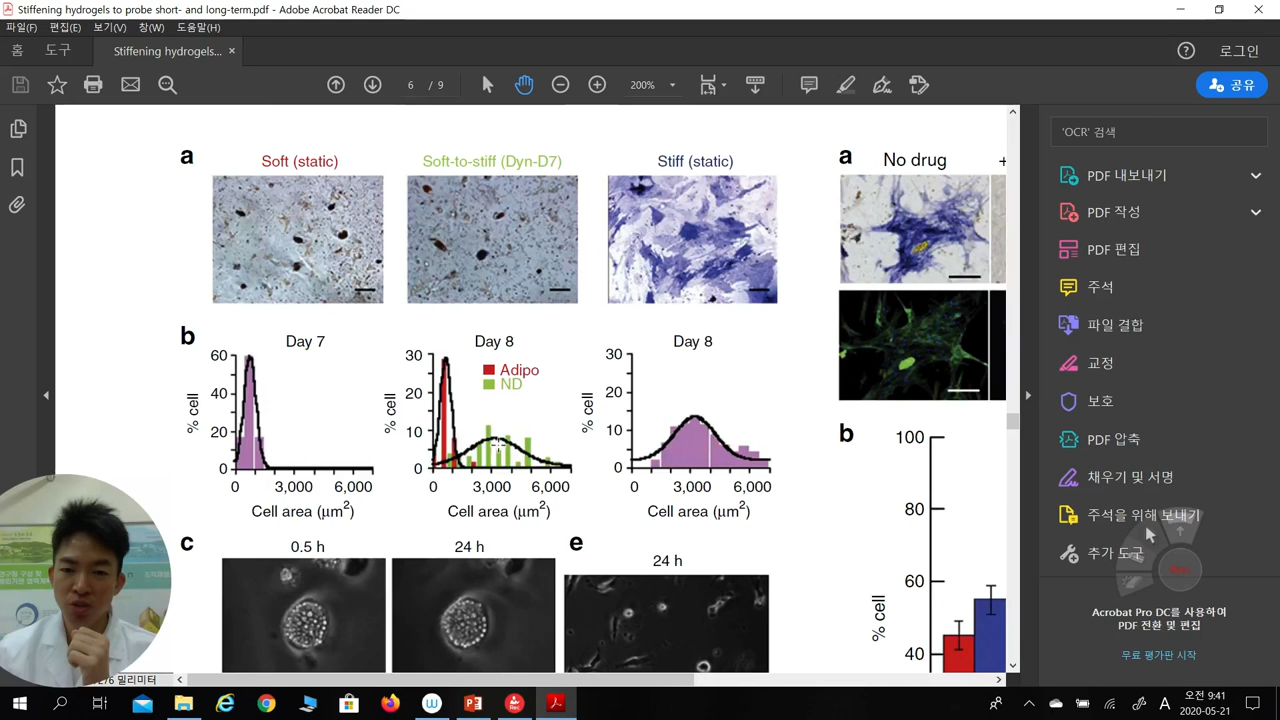 Stiffening hydrogels to probe short- and long-term.pdf - Adobe Acrobat Reader DC
파일(F) 편집(E) 보기(V) 창(W) 도움말(H)
홈 도구 Stiffening hydrogels... × 로그인
6 / 9 200% 공유
'OCR' 검색
PDF 내보내기
PDF 작성
PDF 편집
주석
파일 결합
교정
보호
PDF 압축
채우기 및 서명
주석을 위해 보내기
추가 도구
Acrobat Pro DC를 사용하여
PDF 전환 및 편집
무료 평가판 시작
a Soft (static) Soft-to-stiff (Dyn-D7) Stiff (static)
b Day 7 Day 8 Day 8
Adipo
ND
60 40 20 0
30 20 10 0
30 20 10 0
% cell % cell % cell
0 3,000 6,000 0 3,000 6,000 0 3,000 6,000
Cell area (μm2) Cell area (μm2) Cell area (μm2)
c 0.5 h 24 h e 24 h
a No drug +
b 100
80
60
40
% cell
밀리미터
A 오전 9:41
2020-05-21